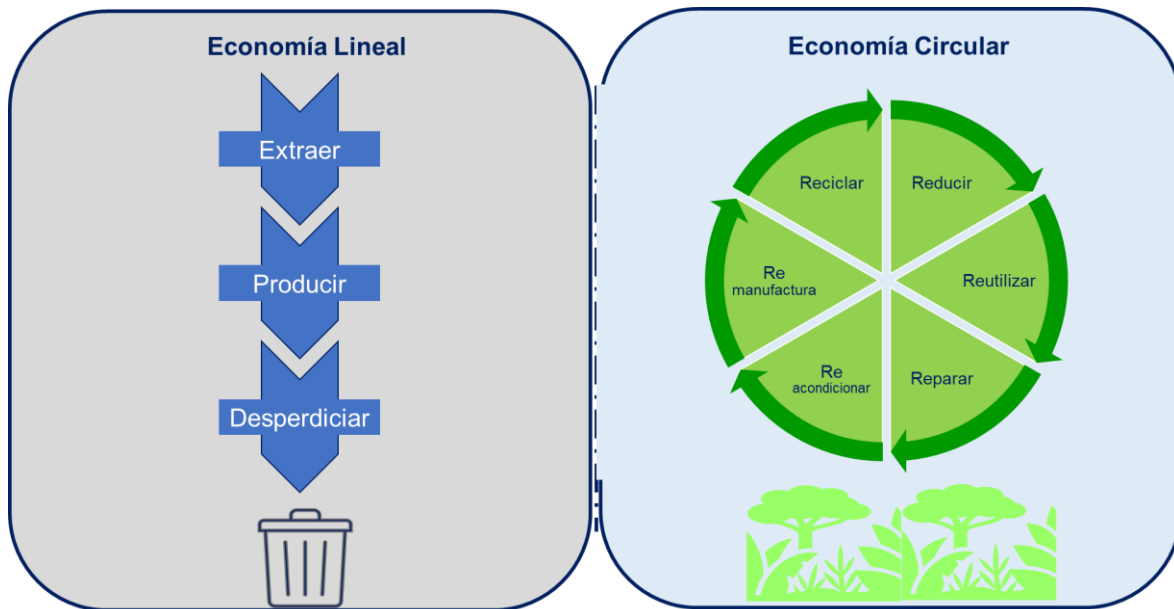 Economía Lineal
Extraer
Producir
Desperdiciar
Economía Circular
Reciclar
Reducir
Re
manufactura
Reutilizar
Re
acondicionar
Reparar